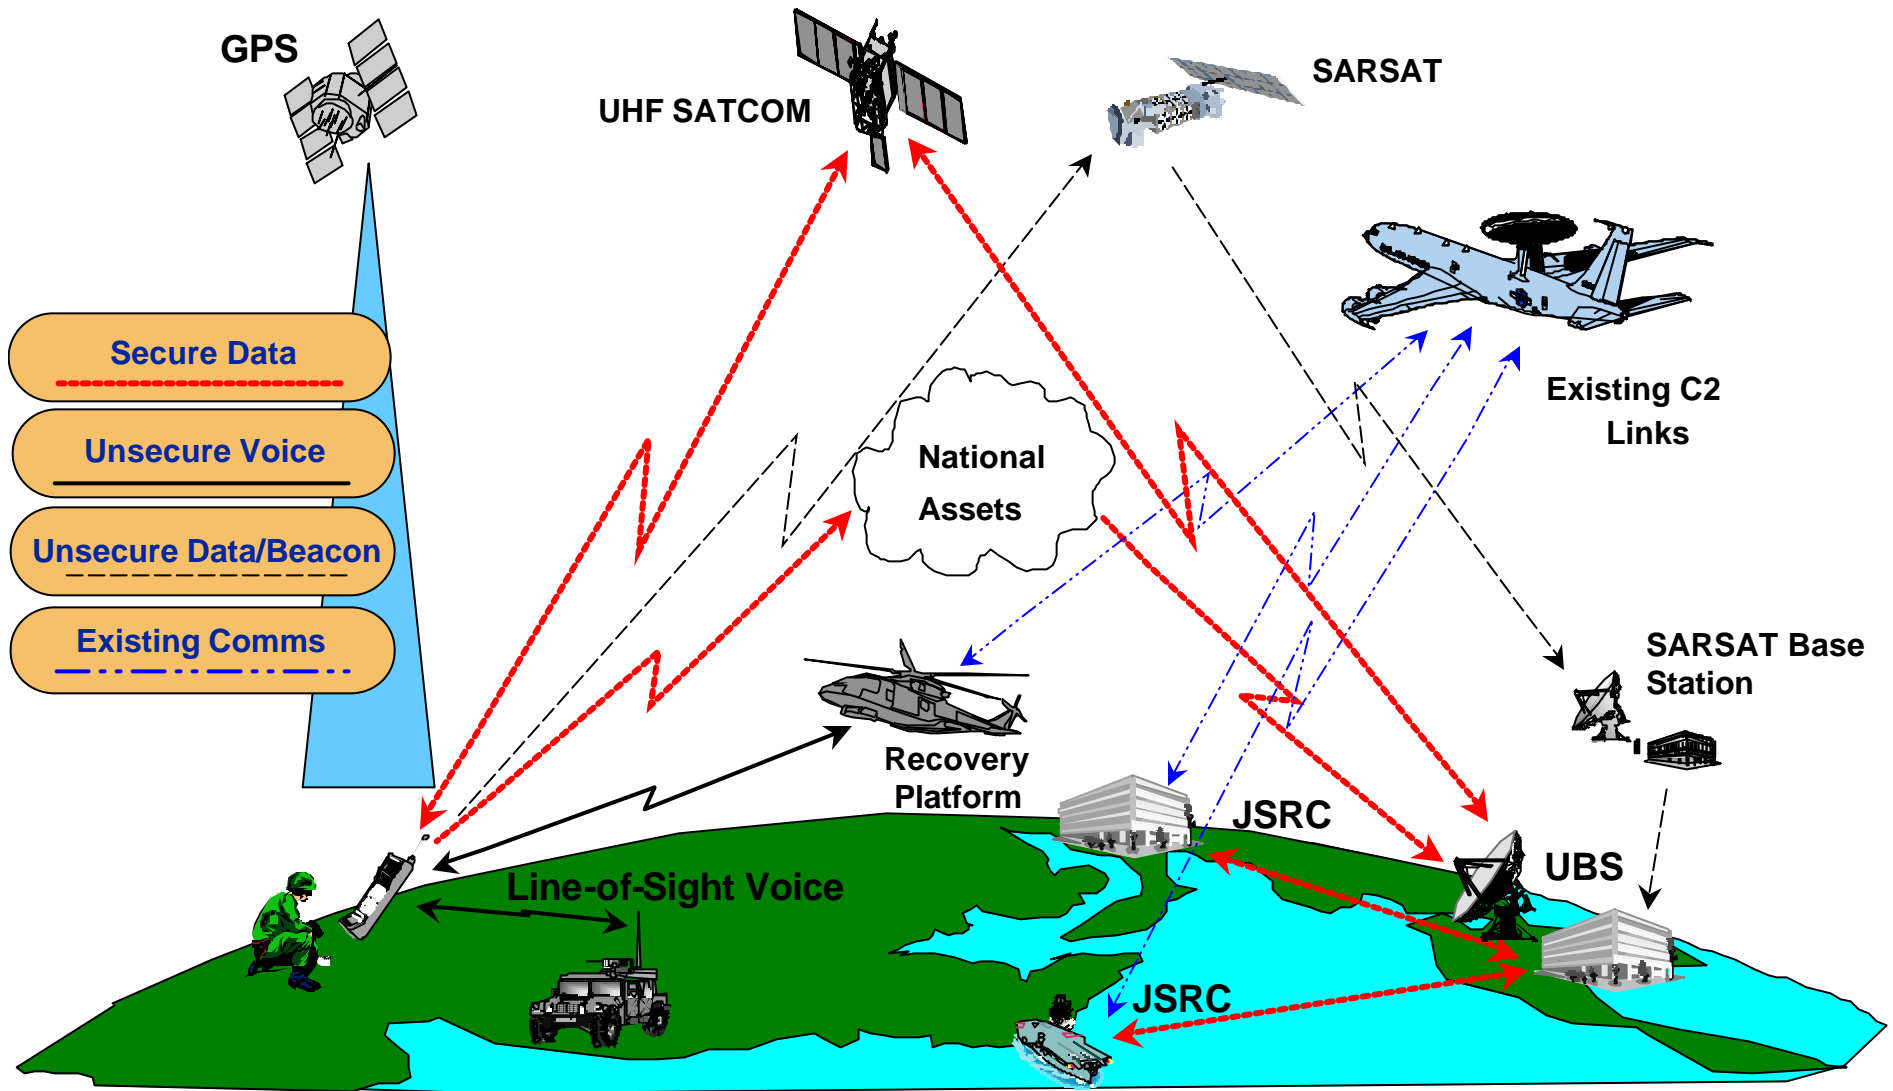 GPS
UHF SATCOM
SARSAT
Secure Data
Unsecure Voice
Unsecure Data/Beacon
Existing Comms
National
Assets
Existing C2
Links
SARSAT Base
Station
Recovery
Platform
JSRC
UBS
Line-of-Sight Voice
JSRC